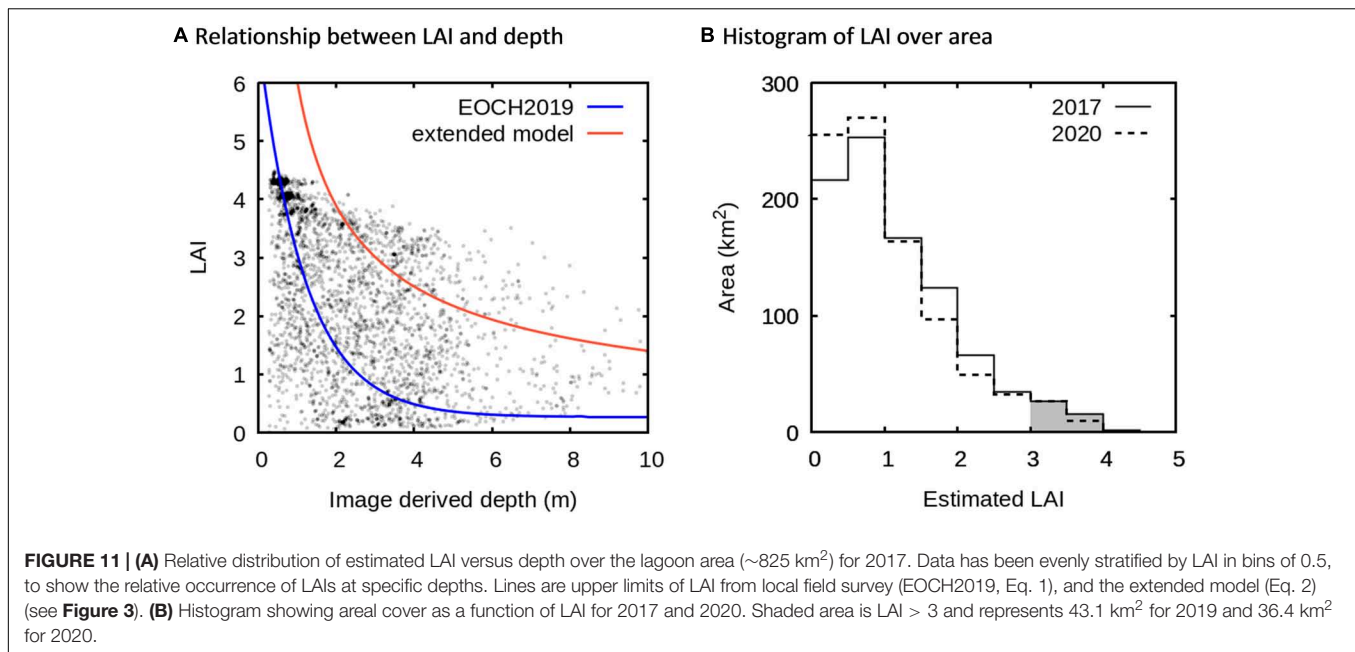 A Relationship between LAI and depth
6
5
4
3
2
1
0
LAI
EOCH2019
extended model
0 2 4 6 8 10
Image derived depth (m)
B Histogram of LAI over area
300
200
100
0
Area (km²)
2017
2020
0 1 2 3 4 5
Estimated LAI
FIGURE 11 | (A) Relative distribution of estimated LAI versus depth over the lagoon area (~825 km²) for 2017. Data has been evenly stratified by LAI in bins of 0.5,
to show the relative occurrence of LAIs at specific depths. Lines are upper limits of LAI from local field survey (EOCH2019, Eq. 1), and the extended model (Eq. 2)
(see Figure 3). (B) Histogram showing areal cover as a function of LAI for 2017 and 2020. Shaded area is LAI > 3 and represents 43.1 km² for 2019 and 36.4 km²
for 2020.